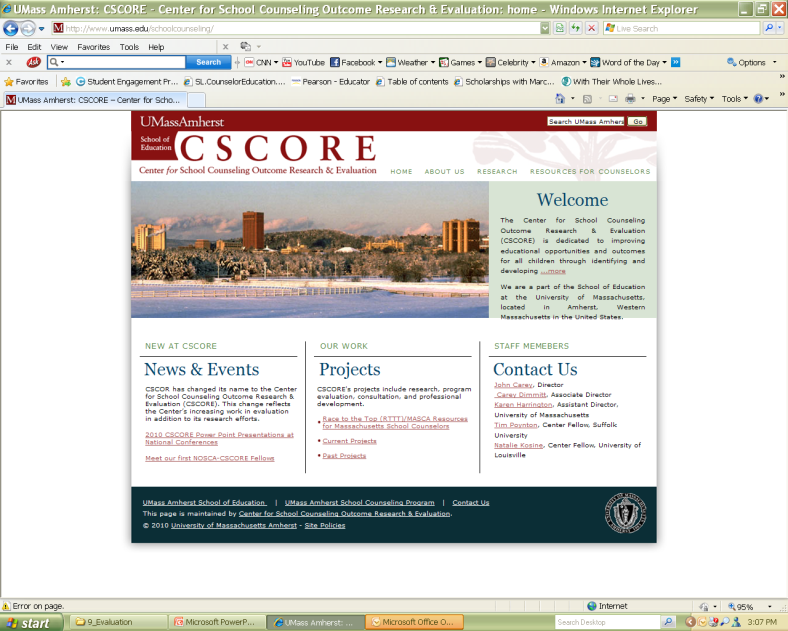 UMass Amherst: CSCORE - Center for School Counseling Outcome Research & Evaluation: home - Windows Internet Explorer
http://www.umass.edu/schoolcounseling/
Live Search
File Edit View Favorites Tools Help
x
x Ask Search CNN YouTube Facebook Weather Games Celebrity Amazon Word of the Day Options
Favorites Student Engagement Pr... SL.CounselorEducation.... Pearson - Educator Table of contents Scholarships with Marc... With Their Whole Lives...
UMass Amherst: CSCORE – Center for Scho... Page Safety Tools
UMassAmherst
Search UMass Amhers Go
School of
Education
CSCORE
Center for School Counseling Outcome Research & Evaluation
HOME ABOUT US RESEARCH RESOURCES FOR COUNSELORS
Welcome
The Center for School Counseling
Outcome Research & Evaluation
(CSCORE) is dedicated to improving
educational opportunities and outcomes
for all children through identifying and
developing ...more
We are a part of the School of Education
at the University of Massachusetts,
located in Amherst, Western
Massachusetts in the United States.
NEW AT CSCORE
News & Events
CSCOR has changed its name to the Center
for School Counseling Outcome Research &
Evaluation (CSCORE). This change reflects
the Center's increasing work in evaluation
in addition to its research efforts.
2010 CSCORE Power Point Presentations at
National Conferences
Meet our first NOSCA-CSCORE Fellows
OUR WORK
Projects
CSCORE's projects include research, program
evaluation, consultation, and professional
development.
• Race to the Top (RTTT)/MASCA Resources
for Massachusetts School Counselors
• Current Projects
• Past Projects
STAFF MEMEBERS
Contact Us
John Carey, Director
Carey Dimmitt, Associate Director
Karen Harrington, Assistant Director,
University of Massachusetts
Tim Poynton, Center Fellow, Suffolk
University
Natalie Kosine, Center Fellow, University of
Louisville
UMass Amherst School of Education | UMass Amherst School Counseling Program | Contact Us
This page is maintained by Center for School Counseling Outcome Research & Evaluation.
© 2010 University of Massachusetts Amherst - Site Policies
Error on page. Internet 95%
start 9_Evaluation Microsoft PowerP... UMass Amherst: ... Microsoft Office O... Search Desktop 3:07 PM